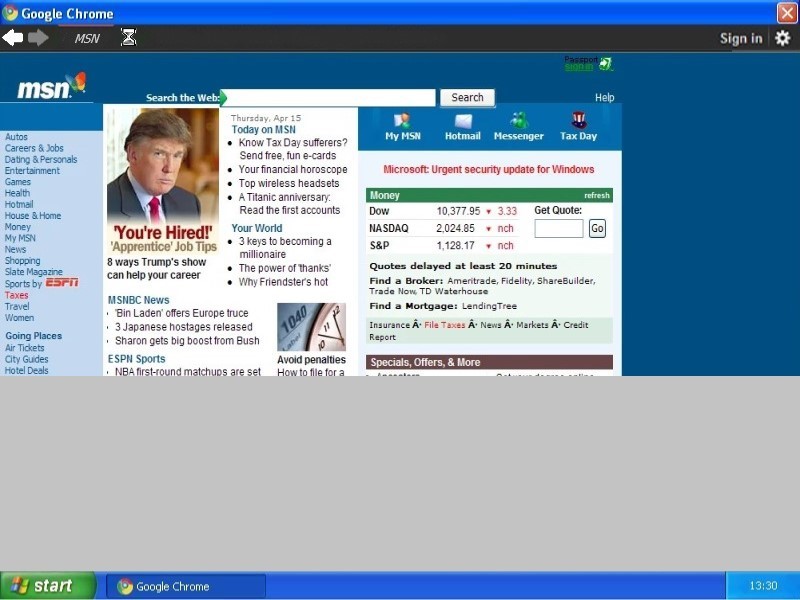 Google Chrome
MSN
Sign in
msn
Search the Web:
Search
Help
Autos
Careers & Jobs
Dating & Personals
Entertainment
Games
Health
Hotmail
House & Home
Money
My MSN
News
Shopping
Slate Magazine
Sports by ESPN
Taxes
Travel
Women
Going Places
Air Tickets
City Guides
Hotel Deals
'You're Hired!'
'Apprentice' Job Tips
8 ways Trump's show
can help your career
Thursday, Apr 15
Today on MSN
Know Tax Day sufferers?
Send free, fun e-cards
Your financial horoscope
Top wireless headsets
A Titanic anniversary:
Read the first accounts
Your World
3 keys to becoming a
millionaire
The power of 'thanks'
Why Friendster's hot
MSNBC News
'Bin Laden' offers Europe truce
3 Japanese hostages released
Sharon gets big boost from Bush
ESPN Sports
NBA first-round matchups are set
1040
Avoid penalties
How to file for a
My MSN
Hotmail
Messenger
Tax Day
Microsoft: Urgent security update for Windows
Money
refresh
Dow 10,377.95 3.33
NASDAQ 2,024.85 nch
S&P 1,128.17 nch
Get Quote:
Go
Quotes delayed at least 20 minutes
Find a Broker: Ameritrade, Fidelity, ShareBuilder,
Trade Now, TD Waterhouse
Find a Mortgage: LendingTree
Insurance Â· File Taxes Â· News Â· Markets Â· Credit
Report
Specials, Offers, & More
start
Google Chrome
13:30